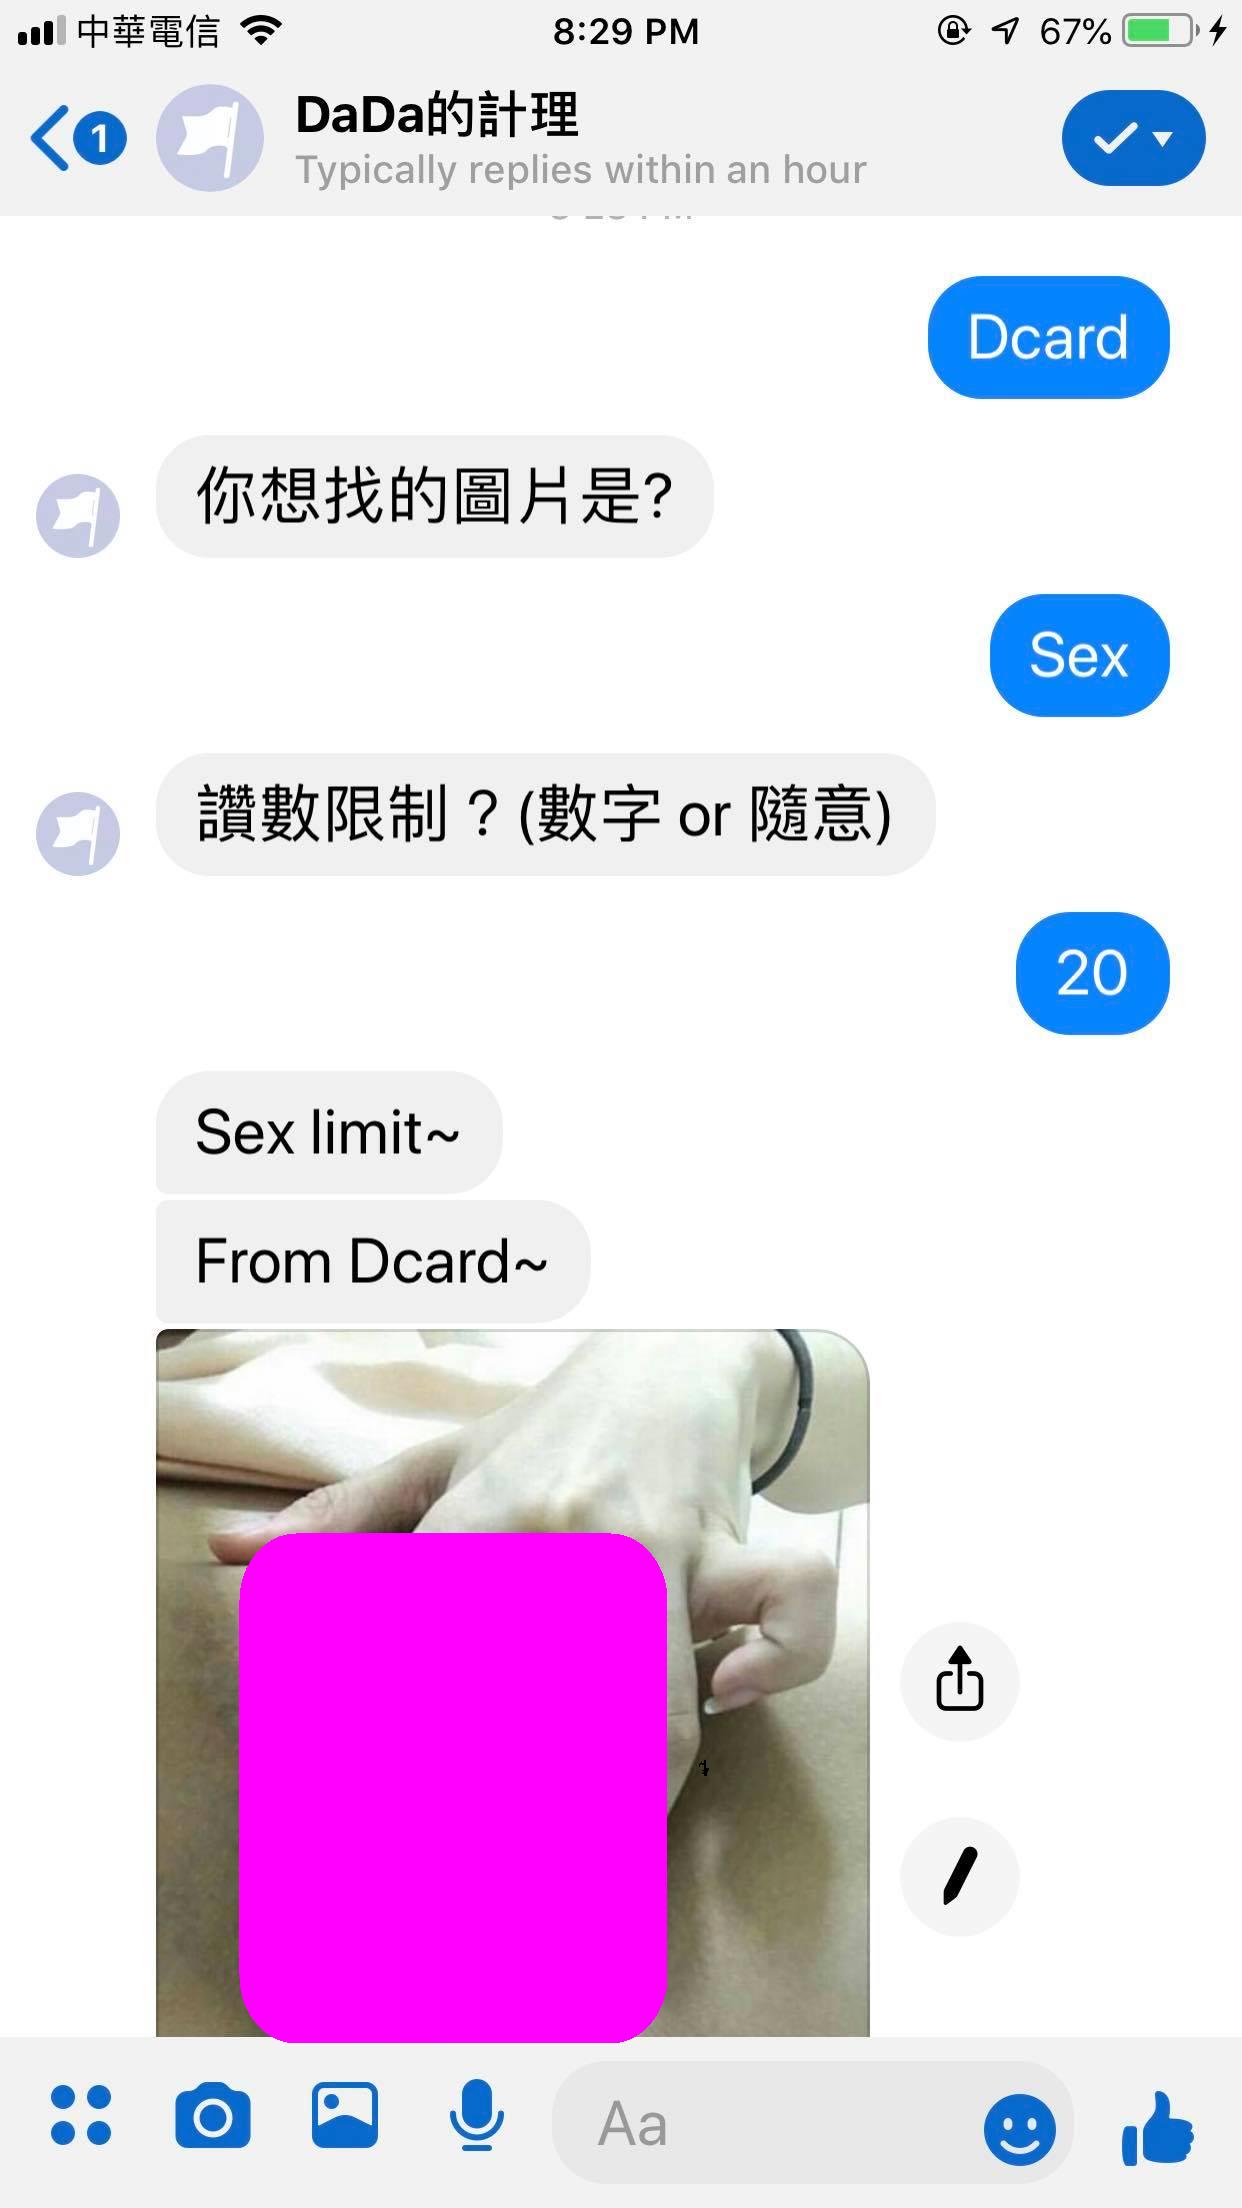 中華電信
8:29 PM
67%
1
DaDa的計理
Typically replies within an hour
Dcard
你想找的圖片是?
Sex
讚數限制？(數字 or 隨意)
20
Sex limit~
From Dcard~
Aa